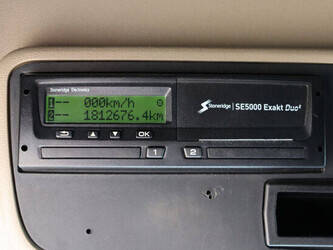 Stoneridge Electronics
1-- 000km/h
2-- 1812676.4km
OK
1 2
Stoneridge | SE5000 Exakt Duo²